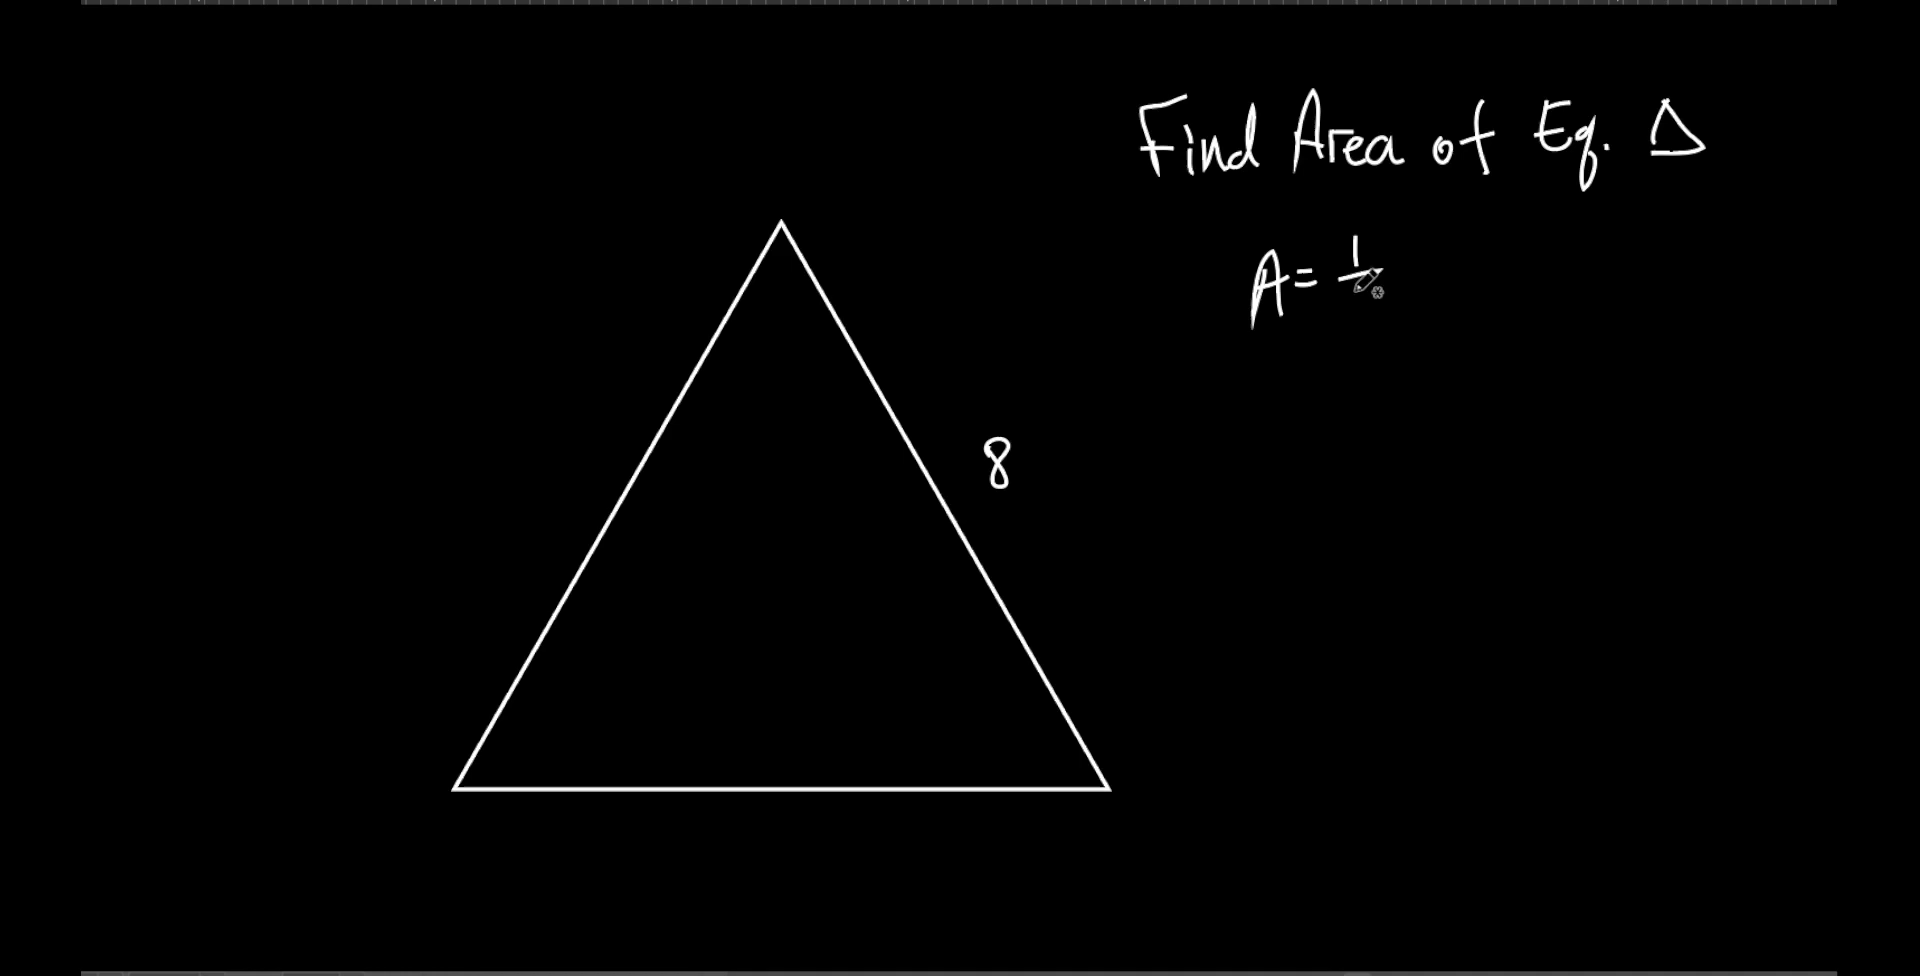 Find Area of Eq. Δ
A = 1/
8